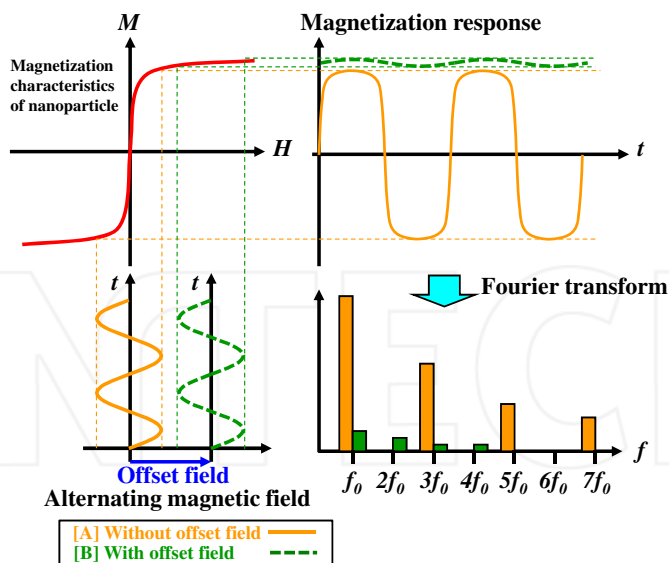 M
Magnetization response
Magnetization
characteristics
of nanoparticle
H
t
t
t
Fourier transform
f
Offset field
f0 2f0 3f0 4f0 5f0 6f0 7f0
Alternating magnetic field
[A] Without offset field
[B] With offset field
INTECH